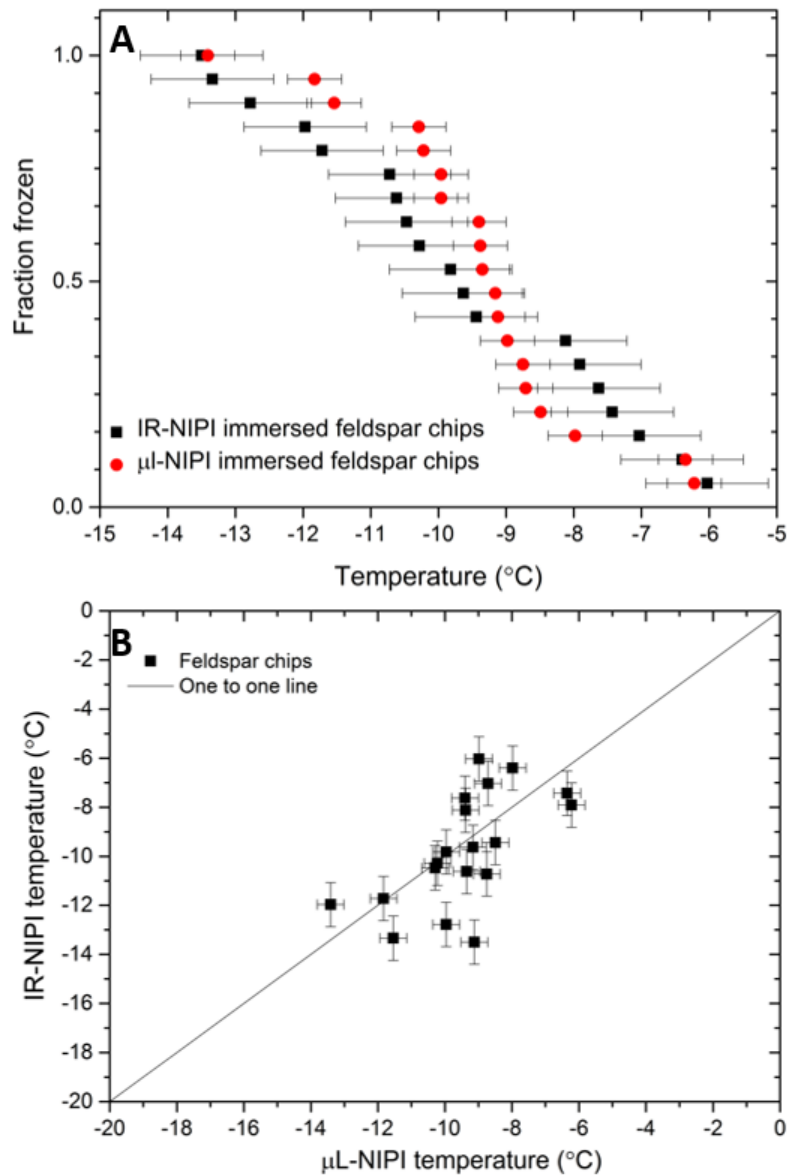 A
1.0
Fraction frozen
0.5
IR-NIPI immersed feldspar chips
μl-NIPI immersed feldspar chips
0.0
-15 -14 -13 -12 -11 -10 -9 -8 -7 -6 -5
Temperature (°C)
0
B
Feldspar chips
-2
One to one line
-4
-6
-8
IR-NIPI temperature (°C)
-10
-12
-14
-16
-18
-20
-20 -18 -16 -14 -12 -10 -8 -6 -4 -2 0
μL-NIPI temperature (°C)